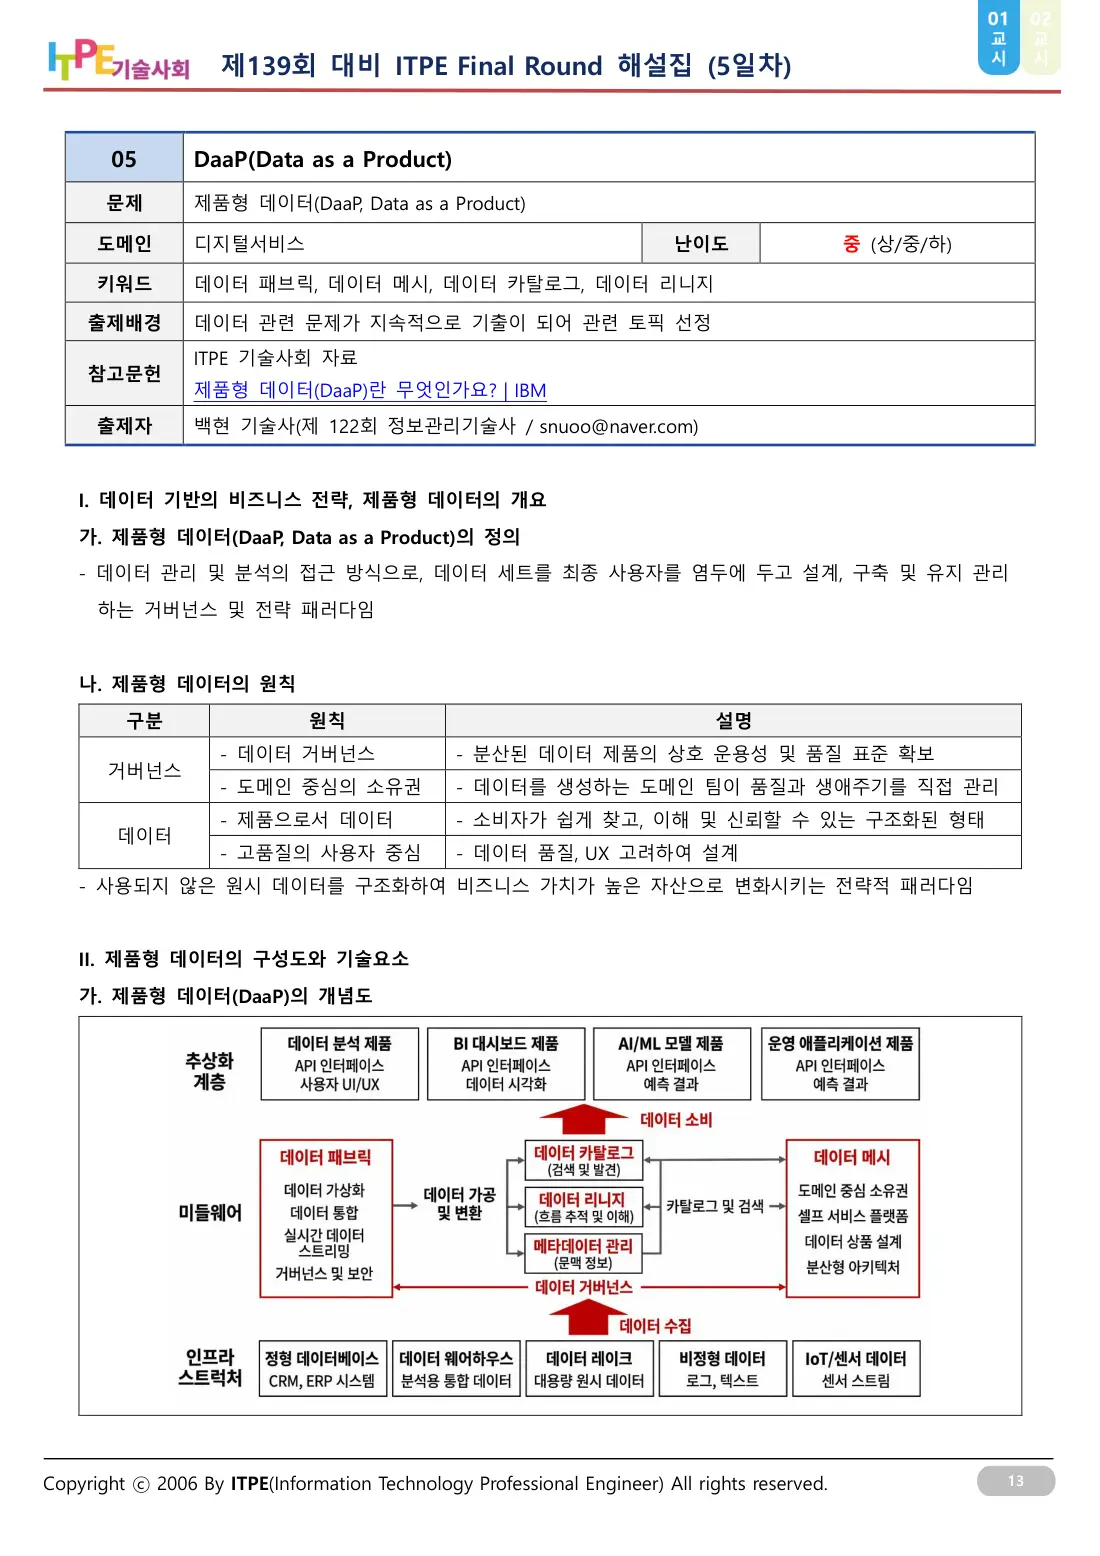 ITPE기술사회 제139회 대비 ITPE Final Round 해설집 (5일차)
01 교 시
02 교 시
05 DaaP(Data as a Product)
문제 제품형 데이터(DaaP, Data as a Product)
도메인 디지털서비스 난이도 중 (상/중/하)
키워드 데이터 패브릭, 데이터 메시, 데이터 카탈로그, 데이터 리니지
출제배경 데이터 관련 문제가 지속적으로 기출이 되어 관련 토픽 선정
참고문헌 ITPE 기술사회 자료
제품형 데이터(DaaP)란 무엇인가요? | IBM
출제자 백현 기술사(제 122회 정보관리기술사 / snuoo@naver.com)
I. 데이터 기반의 비즈니스 전략, 제품형 데이터의 개요
가. 제품형 데이터(DaaP, Data as a Product)의 정의
- 데이터 관리 및 분석의 접근 방식으로, 데이터 세트를 최종 사용자를 염두에 두고 설계, 구축 및 유지 관리
하는 거버넌스 및 전략 패러다임
나. 제품형 데이터의 원칙
구분 원칙 설명
거버넌스 - 데이터 거버넌스 - 분산된 데이터 제품의 상호 운용성 및 품질 표준 확보
- 도메인 중심의 소유권 - 데이터를 생성하는 도메인 팀이 품질과 생애주기를 직접 관리
데이터 - 제품으로서 데이터 - 소비자가 쉽게 찾고, 이해 및 신뢰할 수 있는 구조화된 형태
- 고품질의 사용자 중심 - 데이터 품질, UX 고려하여 설계
- 사용되지 않은 원시 데이터를 구조화하여 비즈니스 가치가 높은 자산으로 변화시키는 전략적 패러다임
II. 제품형 데이터의 구성도와 기술요소
가. 제품형 데이터(DaaP)의 개념도
추상화
계층
데이터 분석 제품
API 인터페이스
사용자 UI/UX
BI 대시보드 제품
API 인터페이스
데이터 시각화
AI/ML 모델 제품
API 인터페이스
예측 결과
운영 애플리케이션 제품
API 인터페이스
예측 결과
데이터 소비
미들웨어
데이터 패브릭
데이터 가상화
데이터 통합
실시간 데이터
스트리밍
거버넌스 및 보안
데이터 가공
및 변환
데이터 카탈로그
(검색 및 발견)
데이터 리니지
(흐름 추적 및 이해)
메타데이터 관리
(문맥 정보)
카탈로그 및 검색
데이터 메시
도메인 중심 소유권
셀프 서비스 플랫폼
데이터 상품 설계
분산형 아키텍처
데이터 거버넌스
데이터 수집
인프라
스트럭처
정형 데이터베이스
CRM, ERP 시스템
데이터 웨어하우스
분석용 통합 데이터
데이터 레이크
대용량 원시 데이터
비정형 데이터
로그, 텍스트
IoT/센서 데이터
센서 스트림
Copyright ⓒ 2006 By ITPE(Information Technology Professional Engineer) All rights reserved.
13